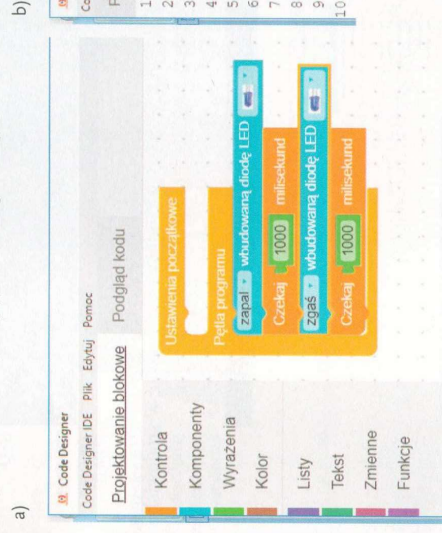 a)
Code Designer
Code Designer IDE Plik Edytuj Pomoc
Projektowanie blokowe Podgląd kodu
Kontrola
Komponenty
Wyrażenia
Kolor
Listy
Tekst
Zmienne
Funkcje
Ustawienia początkowe
Pętla programu
zapal wbudowaną diodę LED
Czekaj 1000 milisekund
zgaś wbudowaną diodę LED
Czekaj 1000 milisekund
b)
1
2
3
4
5
6
7
8
9
10